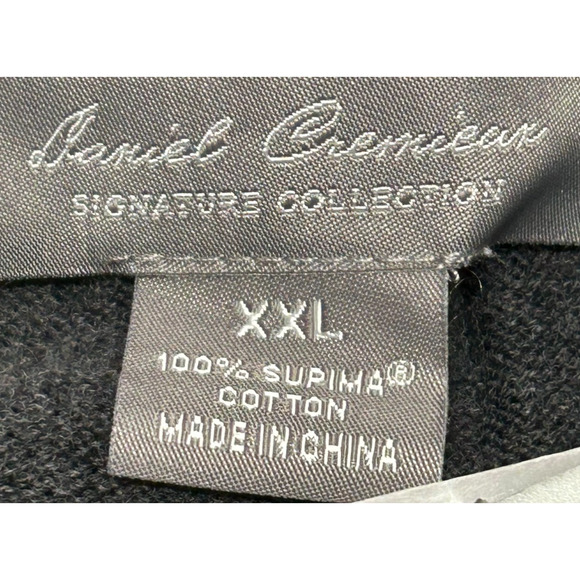 Daniel Cremieux
SIGNATURE COLLECTION
XXL
100% SUPIMA®
COTTON
MADE IN CHINA